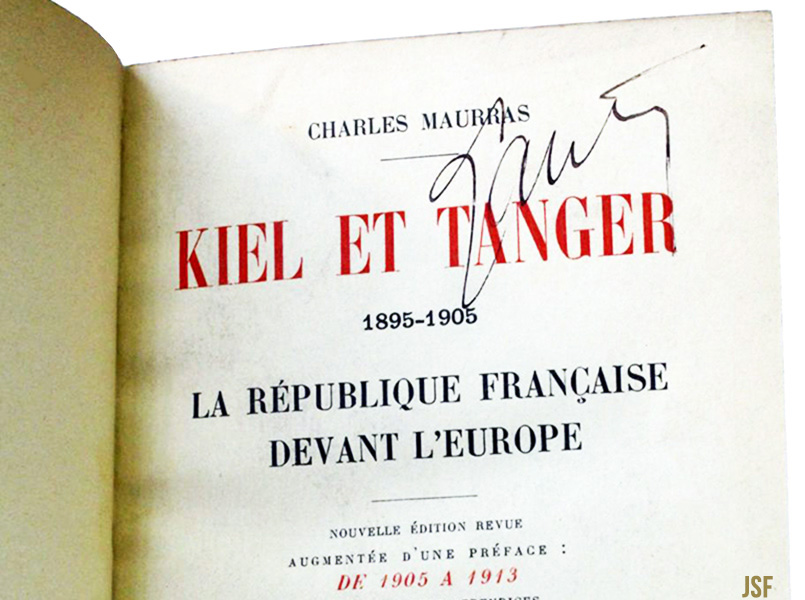 CHARLES MAURRAS
KIEL ET TANGER
1895-1905
LA RÉPUBLIQUE FRANÇAISE
DEVANT L'EUROPE
NOUVELLE ÉDITION REVUE
AUGMENTÉE D'UNE PRÉFACE :
DE 1905 A 1913
JSF